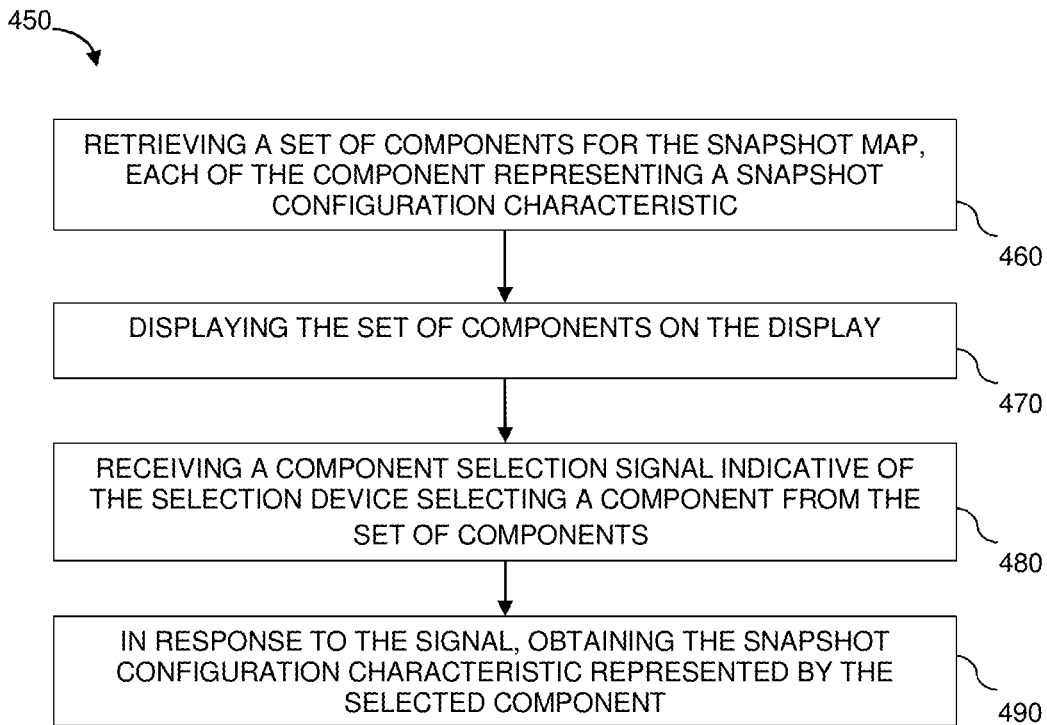 450
RETRIEVING A SET OF COMPONENTS FOR THE SNAPSHOT MAP,
EACH OF THE COMPONENT REPRESENTING A SNAPSHOT
CONFIGURATION CHARACTERISTIC
460
DISPLAYING THE SET OF COMPONENTS ON THE DISPLAY
470
RECEIVING A COMPONENT SELECTION SIGNAL INDICATIVE OF
THE SELECTION DEVICE SELECTING A COMPONENT FROM THE
SET OF COMPONENTS
480
IN RESPONSE TO THE SIGNAL, OBTAINING THE SNAPSHOT
CONFIGURATION CHARACTERISTIC REPRESENTED BY THE
SELECTED COMPONENT
490